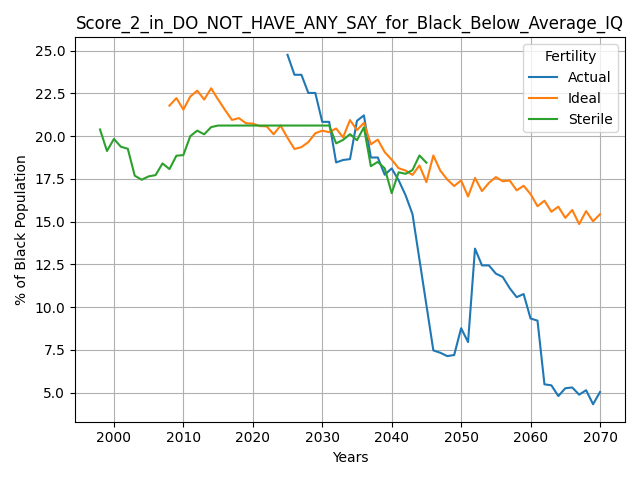 Score_2_in_DO_NOT_HAVE_ANY_SAY_for_Black_Below_Average_IQ
% of Black Population
25.0
22.5
20.0
17.5
15.0
12.5
10.0
7.5
5.0
Fertility
Actual
Ideal
Sterile
2000 2010 2020 2030 2040 2050 2060 2070
Years